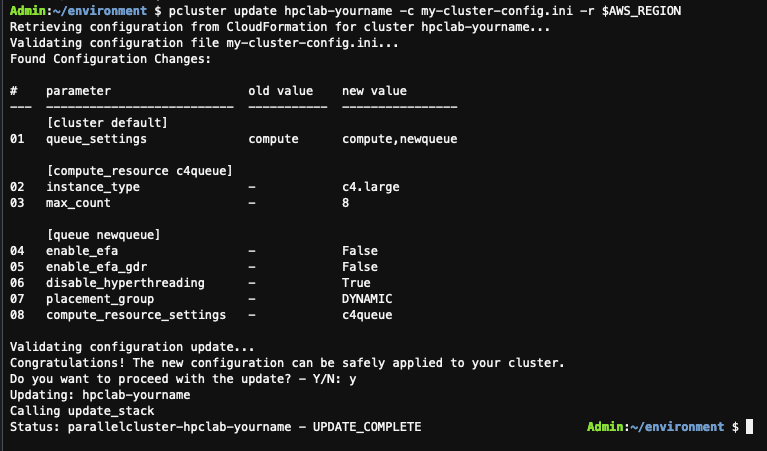 Admin:~/environment $ pcluster update hpclab-yourname -c my-cluster-config.ini -r $AWS_REGION
Retrieving configuration from CloudFormation for cluster hpclab-yourname...
Validating configuration file my-cluster-config.ini...
Found Configuration Changes:
#    parameter                   old value    new value
---  --------------------------  -----------  ----------------
     [cluster default]
01   queue_settings              compute      compute,newqueue
     [compute_resource c4queue]
02   instance_type               -            c4.large
03   max_count                   -            8
     [queue newqueue]
04   enable_efa                  -            False
05   enable_efa_gdr              -            False
06   disable_hyperthreading      -            True
07   placement_group             -            DYNAMIC
08   compute_resource_settings   -            c4queue
Validating configuration update...
Congratulations! The new configuration can be safely applied to your cluster.
Do you want to proceed with the update? - Y/N: y
Updating: hpclab-yourname
Calling update_stack
Status: parallelcluster-hpclab-yourname - UPDATE_COMPLETE                       Admin:~/environment $